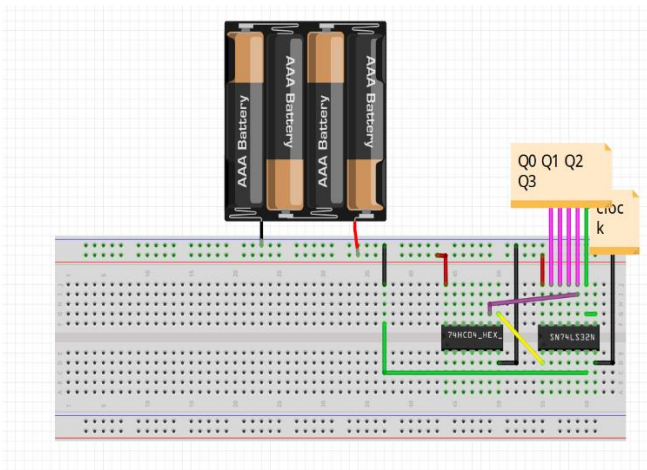 AAA Battery
AAA Battery
AAA Battery
AAA Battery
Q0 Q1 Q2
Q3
cloc
k
74HC04_HEX_
SN74LS32N